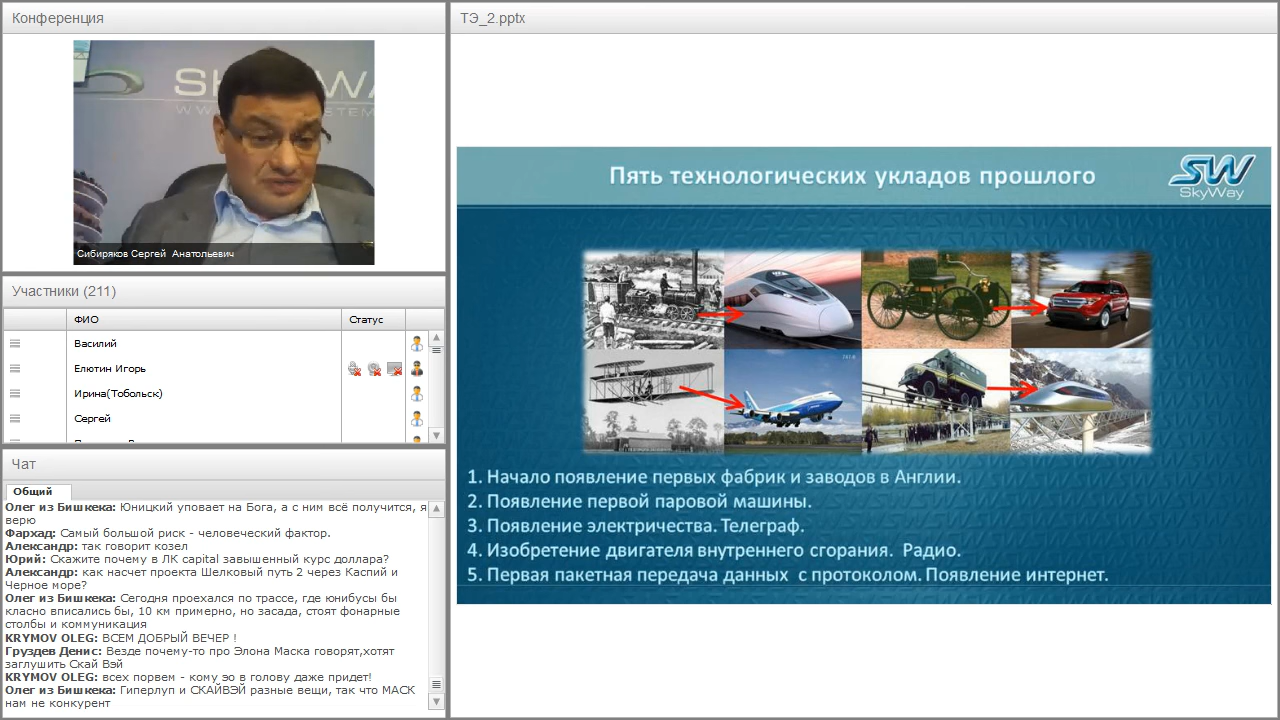 Конференция
SKYWA
Сибиряков Сергей Анатольевич
Участники (211)
ФИО
Статус
Василий
Елютин Игорь
Ирина(Тобольск)
Сергей
Чат
Общий
Олег из Бишкека: Юницкий уповает на Бога, а с ним всё получится, я
верю
Фархад: Самый большой риск - человеческий фактор.
Александр: так говорит козел
Юрий: Скажите почему в ЛК capital завышенный курс доллара?
Александр: как насчет проекта Шелковый путь 2 через Каспий и
Черное море?
Олег из Бишкека: Сегодня проехался по трассе, где юнибусы бы
класно вписались бы, 10 км примерно, но засада, стоят фонарные
столбы и коммуникация
KRYMOV OLEG: ВСЕМ ДОБРЫЙ ВЕЧЕР !
Груздев Денис: Везде почему-то про Элона Маска говорят,хотят
заглушить Скай Вэй
KRYMOV OLEG: всех порвем - кому эо в голову даже придет!
Олег из Бишкека: Гиперлуп и СКАЙВЭЙ разные вещи, так что МАСК
нам не конкурент
ТЭ_2.pptx
Пять технологических укладов прошлого
SW
SkyWay
1. Начало появление первых фабрик и заводов в Англии.
2. Появление первой паровой машины.
3. Появление электричества. Телеграф.
4. Изобретение двигателя внутреннего сгорания. Радио.
5. Первая пакетная передача данных с протоколом. Появление интернет.